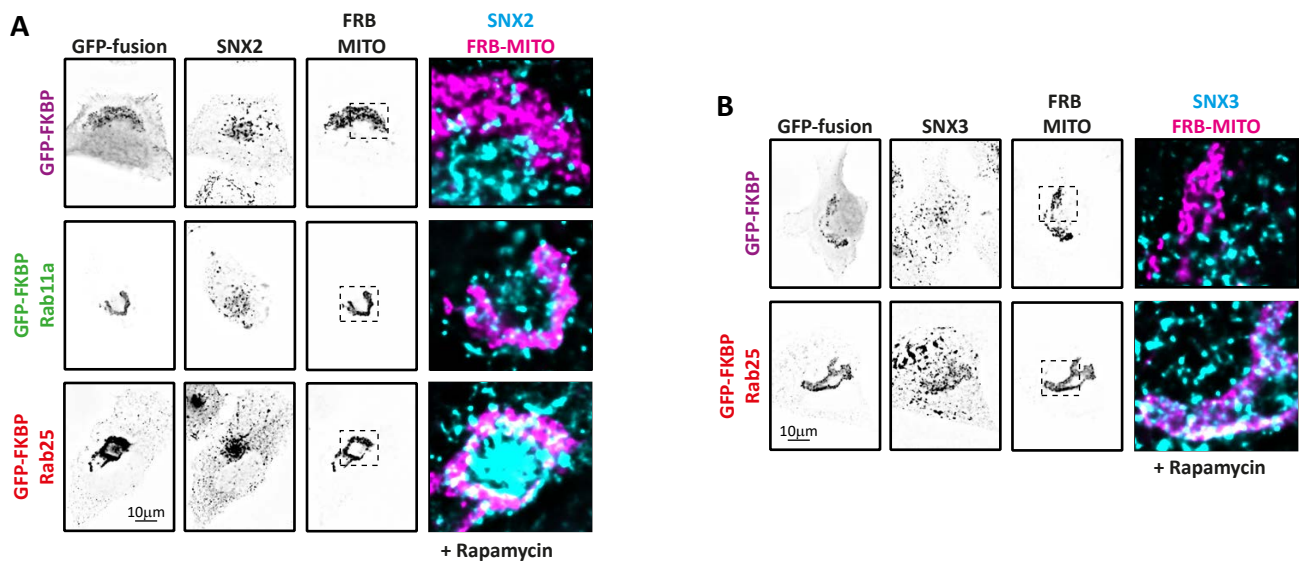 A
GFP-fusion
SNX2
FRB
MITO
SNX2
FRB-MITO
GFP-FKBP
GFP-FKBP
Rab11a
GFP-FKBP
Rab25
10μm
+ Rapamycin
B
GFP-fusion
SNX3
FRB
MITO
SNX3
FRB-MITO
GFP-FKBP
GFP-FKBP
Rab25
10μm
+ Rapamycin